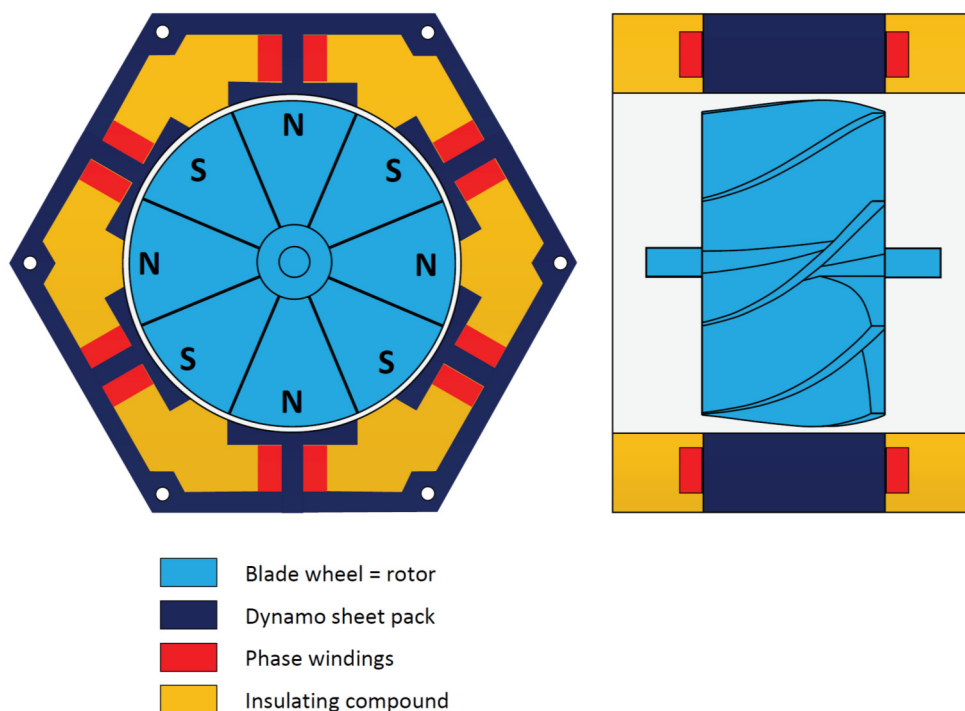 N
S
S
N
N
S
S
N
Blade wheel = rotor
Dynamo sheet pack
Phase windings
Insulating compound